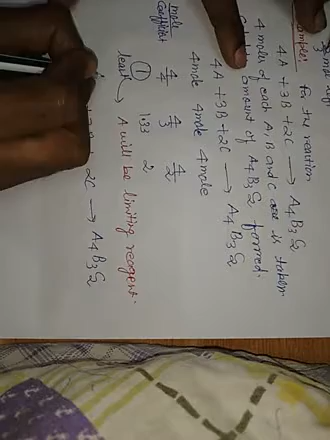 Example: for the reaction
4A + 3B + 2C → A4B3C2
4 moles of each A, B and C are is taken.
amount of A4B3C2 formed.
4A + 3B + 2C → A4B3C2
4mole 4mole 4mole
mole 4/4 4/3 4/2
coefficient
least ① 1.33 2
A will be limiting reagent.
+ 2C → A4B3C2